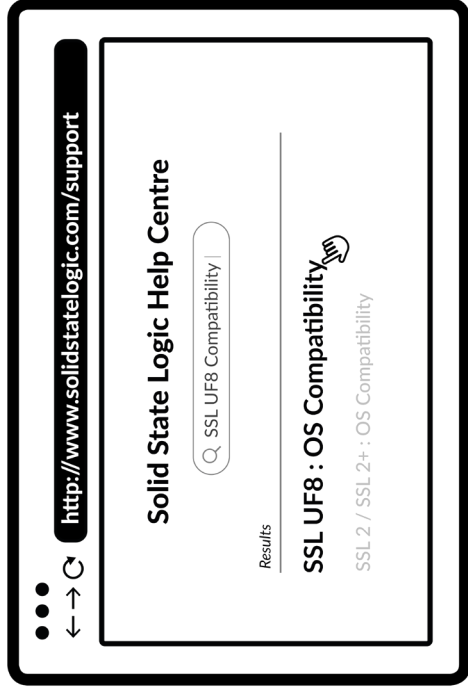 http://www.solidstatelogic.com/support
Solid State Logic Help Centre
SSL UF8 Compatibility
Results
SSL UF8 : OS Compatibility
SSL 2 / SSL 2+ : OS Compatibility